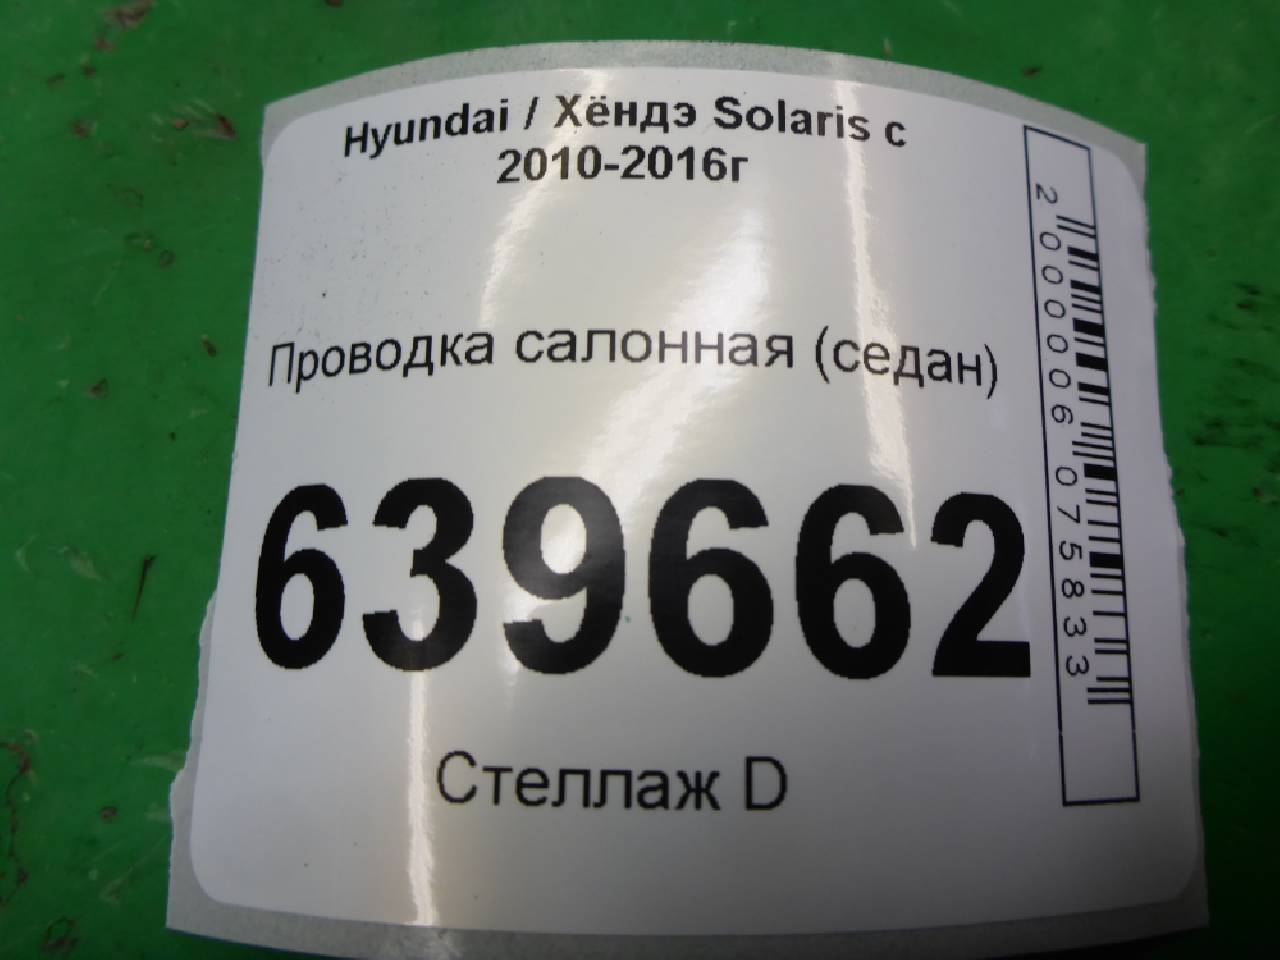 Hyundai / Хёндэ Solaris с
2010-2016г
Проводка салонная (седан)
639662
Стеллаж D
2000006075833